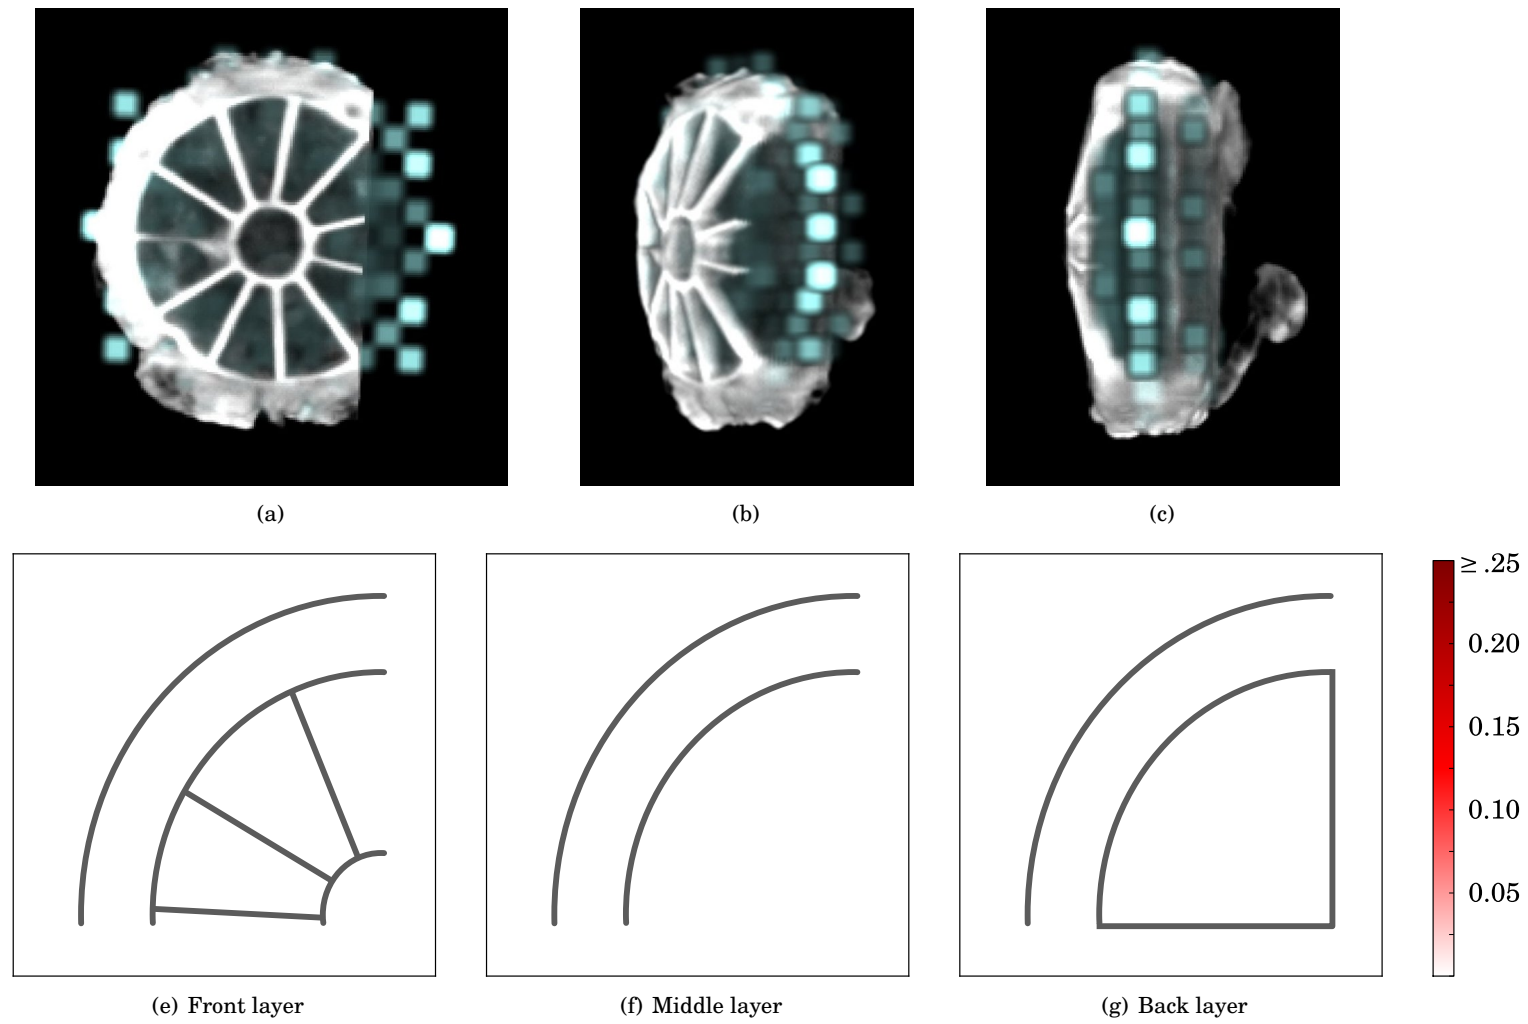 (a)
(b)
(c)
≥ .25
0.20
0.15
0.10
0.05
(e) Front layer
(f) Middle layer
(g) Back layer